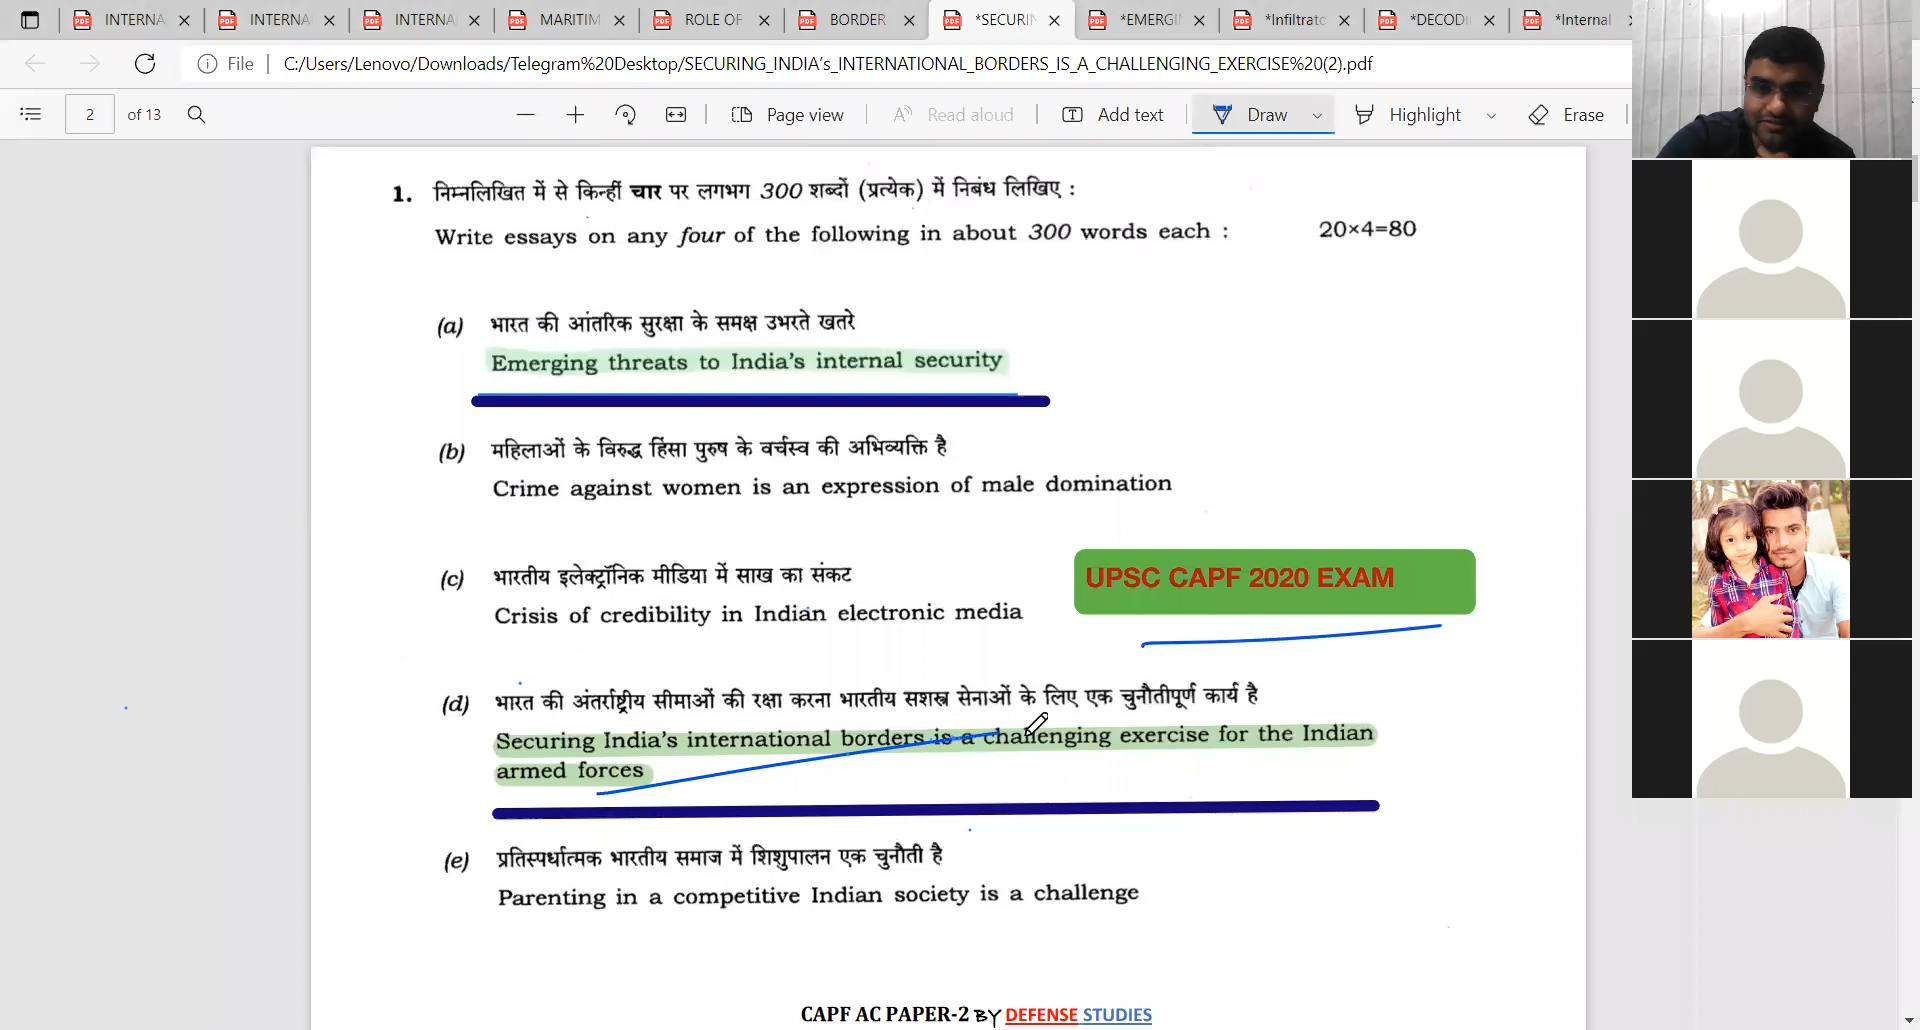 INTERNA
INTERNA
INTERNA
MARITIM
ROLE OF
BORDER
*SECURIN
*EMERGI
*Infiltrato
*DECODI
*Internal
File
C:/Users/Lenovo/Downloads/Telegram%20Desktop/SECURING_INDIA's_INTERNATIONAL_BORDERS_IS_A_CHALLENGING_EXERCISE%20(2).pdf
2 of 13
Page view
Read aloud
Add text
Draw
Highlight
Erase
1. निम्नलिखित में से किन्हीं चार पर लगभग 300 शब्दों (प्रत्येक) में निबंध लिखिए :
Write essays on any four of the following in about 300 words each : 20×4=80
(a) भारत की आंतरिक सुरक्षा के समक्ष उभरते खतरे
Emerging threats to India's internal security
(b) महिलाओं के विरुद्ध हिंसा पुरुष के वर्चस्व की अभिव्यक्ति है
Crime against women is an expression of male domination
(c) भारतीय इलेक्ट्रॉनिक मीडिया में साख का संकट
Crisis of credibility in Indian electronic media
UPSC CAPF 2020 EXAM
(d) भारत की अंतर्राष्ट्रीय सीमाओं की रक्षा करना भारतीय सशस्त्र सेनाओं के लिए एक चुनौतीपूर्ण कार्य है
Securing India's international borders is a challenging exercise for the Indian
armed forces
(e) प्रतिस्पर्धात्मक भारतीय समाज में शिशुपालन एक चुनौती है
Parenting in a competitive Indian society is a challenge
CAPF AC PAPER-2 BY DEFENSE STUDIES